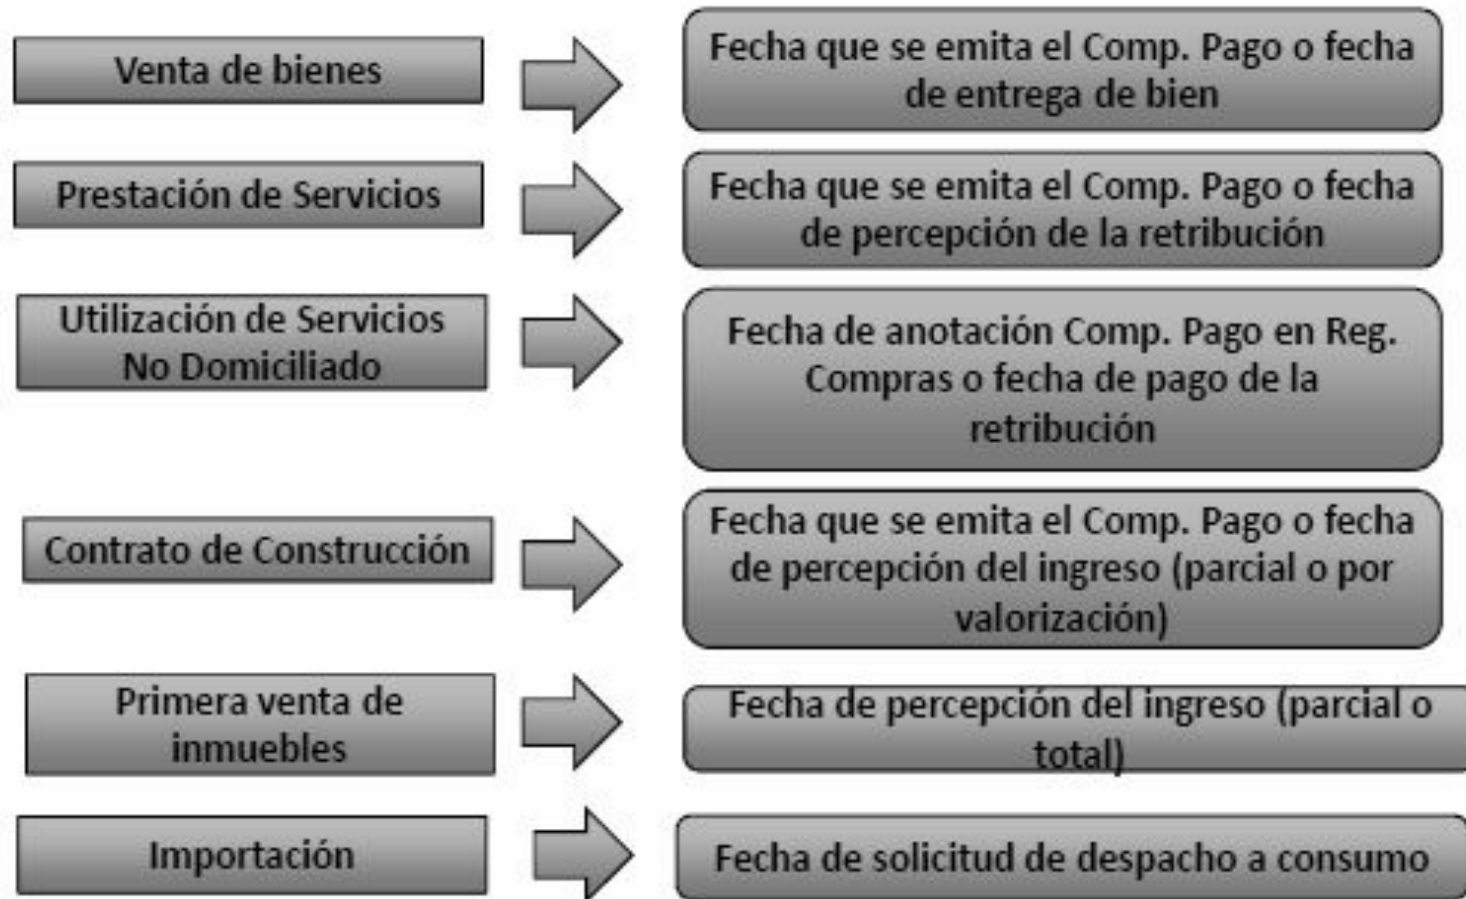 Venta de bienes
Fecha que se emita el Comp. Pago o fecha
de entrega de bien
Prestación de Servicios
Fecha que se emita el Comp. Pago o fecha
de percepción de la retribución
Utilización de Servicios
No Domiciliado
Fecha de anotación Comp. Pago en Reg.
Compras o fecha de pago de la
retribución
Contrato de Construcción
Fecha que se emita el Comp. Pago o fecha
de percepción del ingreso (parcial o por
valorización)
Primera venta de
inmuebles
Fecha de percepción del ingreso (parcial o
total)
Importación
Fecha de solicitud de despacho a consumo